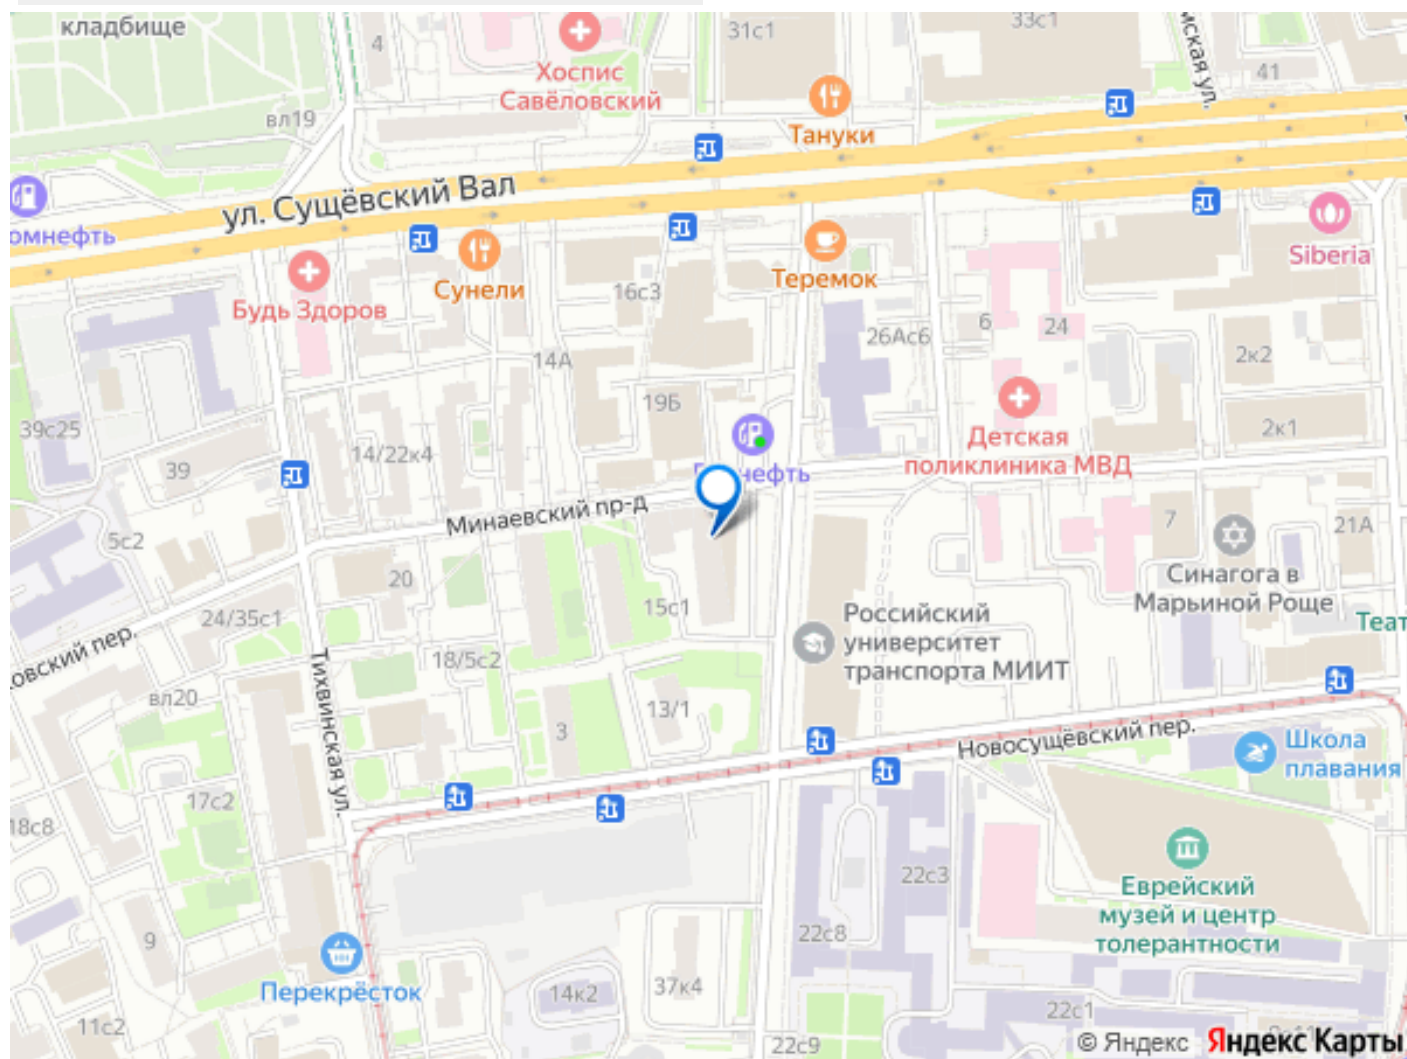 кладбище
4
31с1
33с1
мская ул.
Хоспис
Савёловский
41
Тануки
вл19
ул. Сущёвский Вал
омнефть
Siberia
Будь Здоров
Сунели
Теремок
16с3
6
24
26Ас6
2к2
14А
19Б
39с25
39
14/22к4
Детская
поликлиника МВД
2к1
нефть
Минаевский пр-д
5с2
7
21А
20
Синагога в
Марьиной Роще
15с1
24/35с1
Российский
университет
транспорта МИИТ
Теат
овский пер.
18/5с2
Тихвинская ул.
вл20
13/1
3
Новосущёвский пер.
Школа
плавания
17с2
18с8
22с3
Еврейский
музей и центр
толерантности
9
22с8
Перекрёсток
14к2
37к4
11с2
22с1
22с9
© Яндекс Яндекс Карты